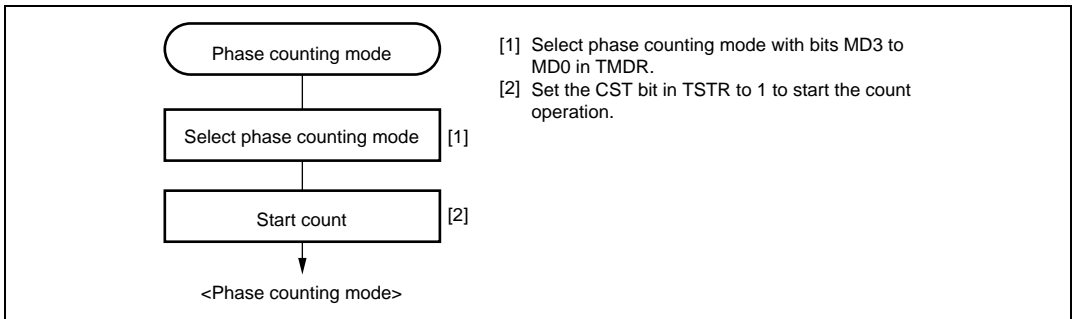 Phase counting mode
Select phase counting mode
[1]
Start count
[2]
<Phase counting mode>
[1] Select phase counting mode with bits MD3 to
MD0 in TMDR.
[2] Set the CST bit in TSTR to 1 to start the count
operation.